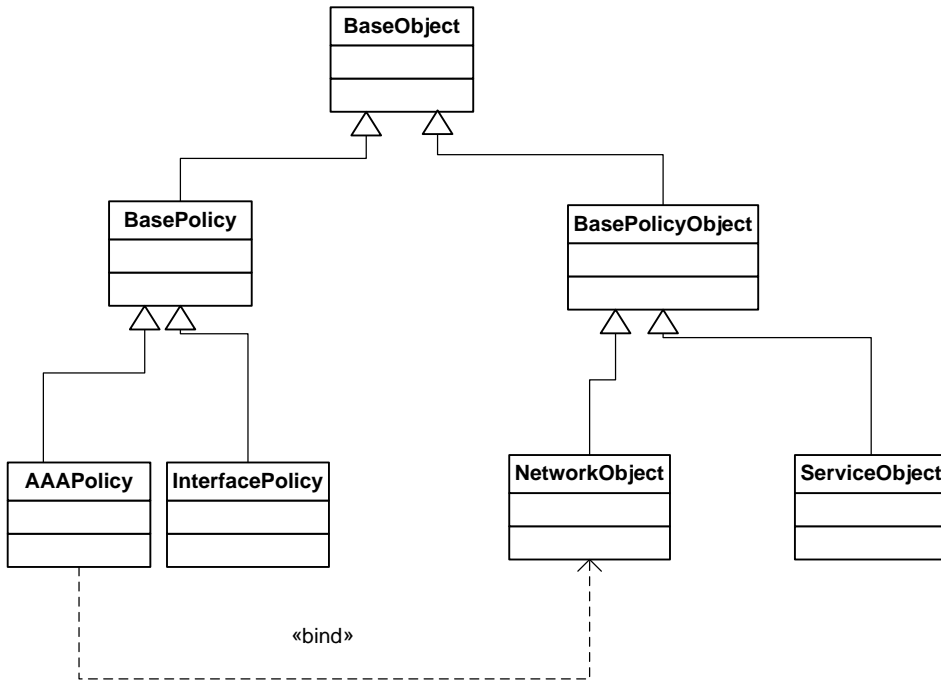 BaseObject
BasePolicy
BasePolicyObject
AAAPolicy
InterfacePolicy
NetworkObject
ServiceObject
«bind»